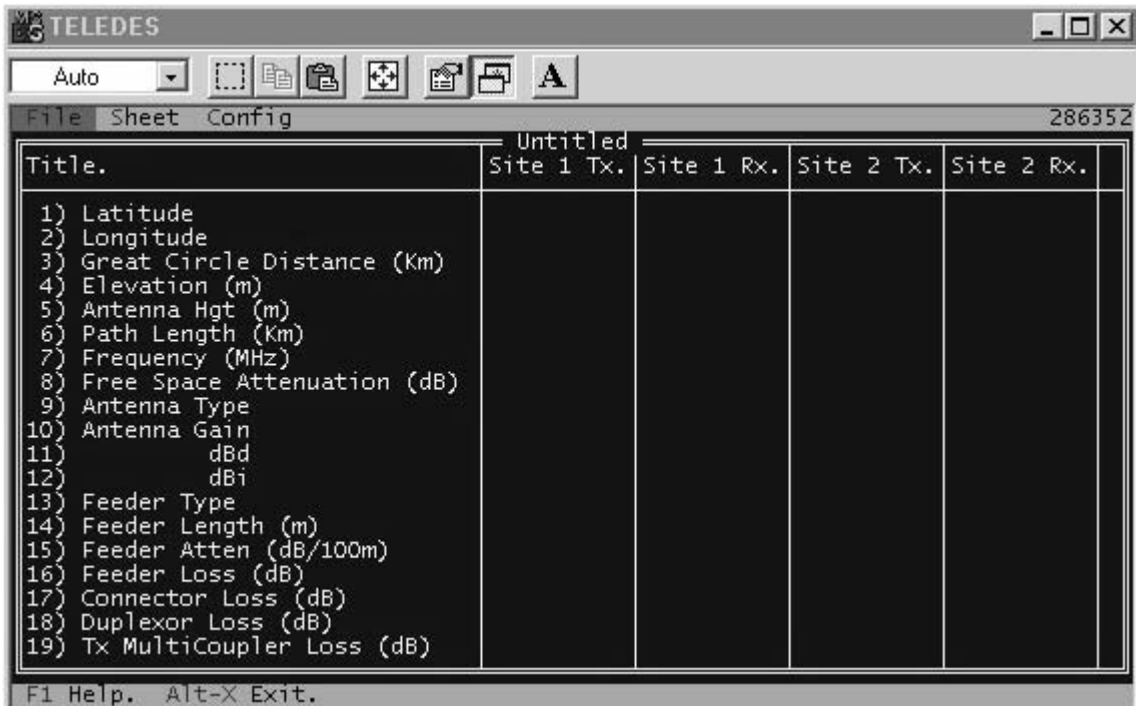 TELEDES
Auto A
File Sheet Config 286352
Untitled
Title. Site 1 Tx. Site 1 Rx. Site 2 Tx. Site 2 Rx.
1) Latitude
2) Longitude
3) Great Circle Distance (Km)
4) Elevation (m)
5) Antenna Hgt (m)
6) Path Length (Km)
7) Frequency (MHz)
8) Free Space Attenuation (dB)
9) Antenna Type
10) Antenna Gain
11) dBd
12) dBi
13) Feeder Type
14) Feeder Length (m)
15) Feeder Atten (dB/100m)
16) Feeder Loss (dB)
17) Connector Loss (dB)
18) Duplexor Loss (dB)
19) Tx MultiCoupler Loss (dB)
F1 Help. Alt-X Exit.